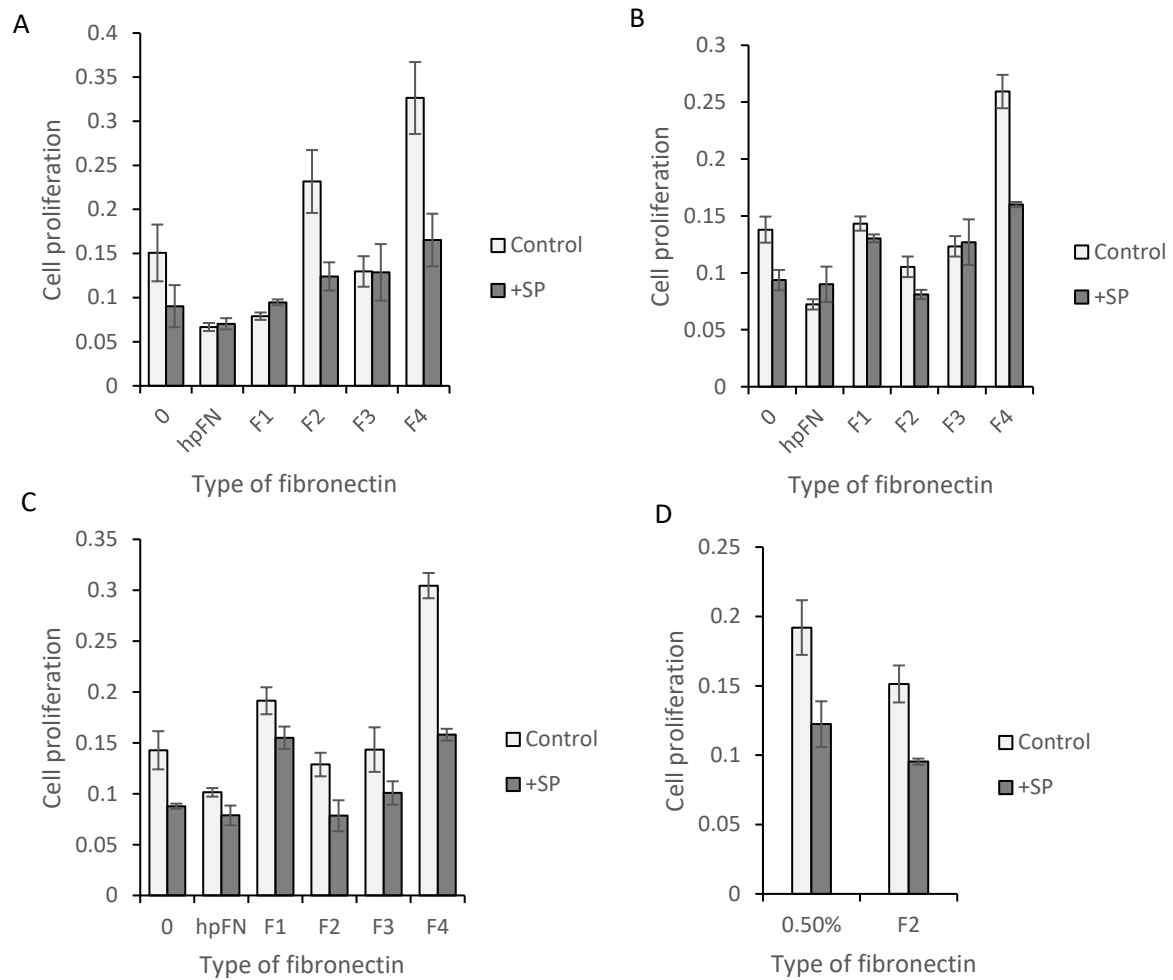 A
Cell proliferation
0.4
0.35
0.3
0.25
0.2
0.15
0.1
0.05
0
0 hpFN F1 F2 F3 F4
Type of fibronectin
Control
+SP
B
Cell proliferation
0.3
0.25
0.2
0.15
0.1
0.05
0
0 hpFN F1 F2 F3 F4
Type of fibronectin
Control
+SP
C
Cell proliferation
0.35
0.3
0.25
0.2
0.15
0.1
0.05
0
0 hpFN F1 F2 F3 F4
Type of fibronectin
Control
+SP
D
Cell proliferation
0.25
0.2
0.15
0.1
0.05
0
0.50% F2
Type of fibronectin
Control
+SP